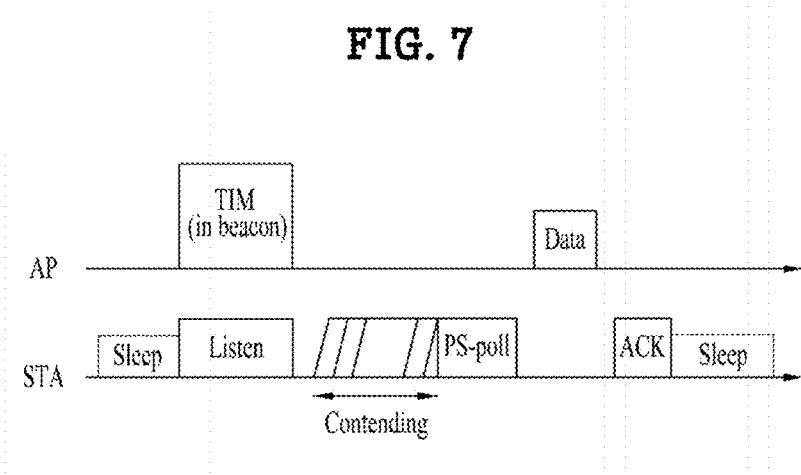 FIG. 7
TIM
(in beacon)
Data
AP
Sleep
Listen
PS-poll
ACK
Sleep
STA
Contending